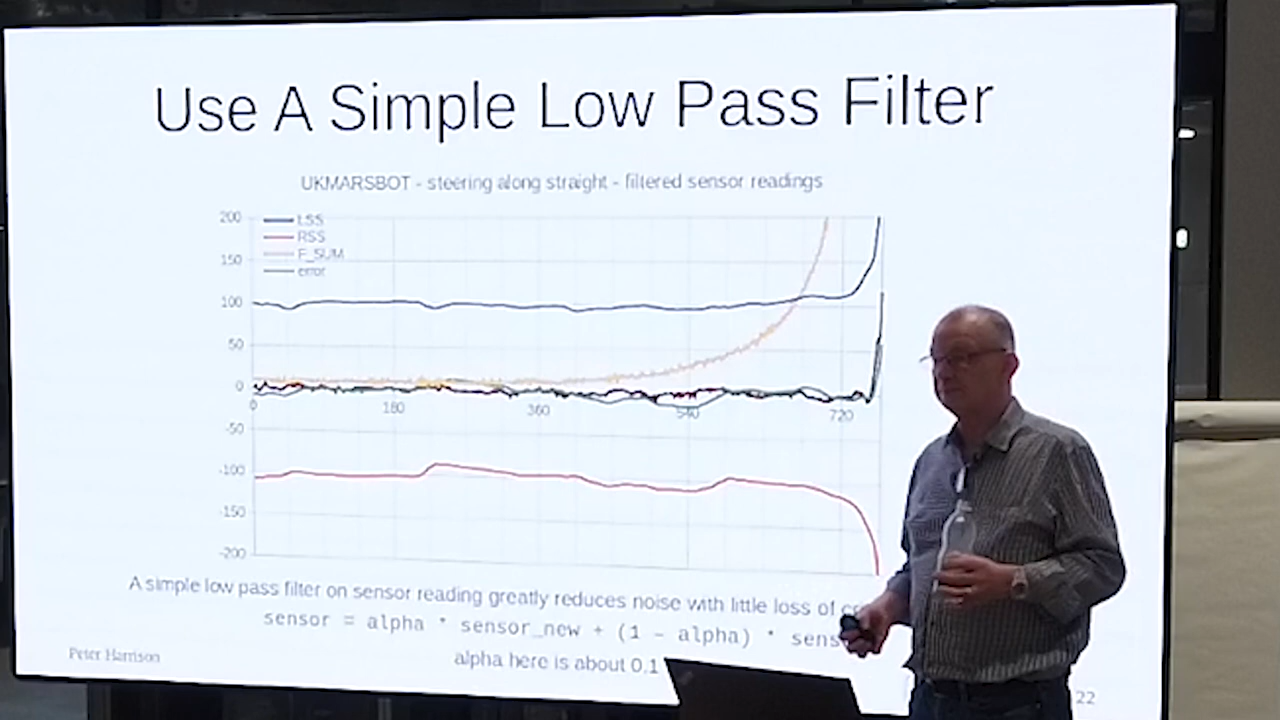 Use A Simple Low Pass Filter
UKMARSBOT - steering along straight - filtered sensor readings
200
LSS
RSS
F_SUM
error
150
100
50
0
0
180
360
540
720
-50
-100
-150
-200
A simple low pass filter on sensor reading greatly reduces noise with little loss of
sensor = alpha * sensor_new + (1 - alpha) *
alpha here is about 0.1
Peter Harrison
22